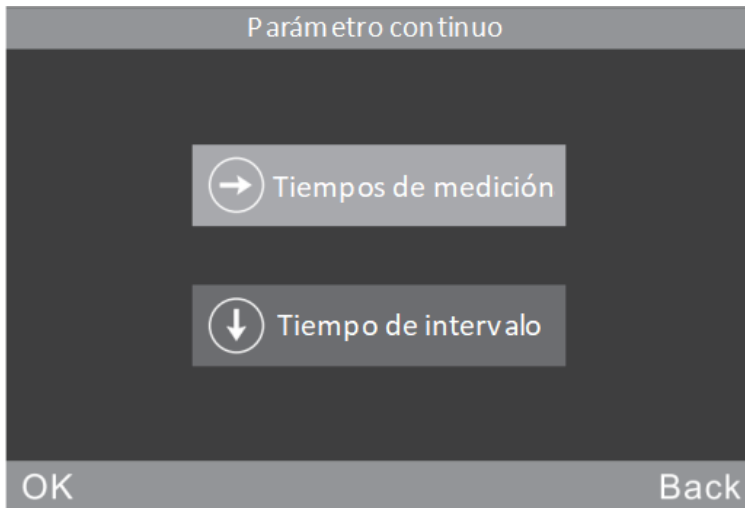 Parámetro continuo
Tiempos de medición
Tiempo de intervalo
OK
Back